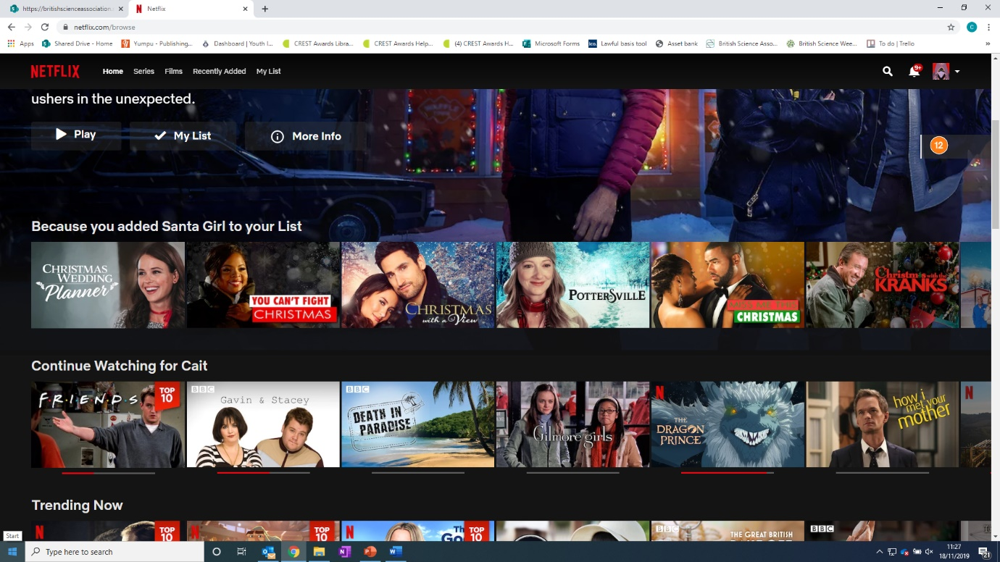 https://britishscienceassociation.
Netflix
netflix.com/browse
C
Apps
Shared Drive - Home
Yumpu - Publishing...
Dashboard | Youth I...
CREST Awards Libra...
CREST Awards Help...
(4) CREST Awards H...
Microsoft Forms
ico.
Lawful basis tool
Asset bank
British Science Asso...
British Science Wee...
To do | Trello
»
NETFLIX
Home
Series
Films
Recently Added
My List
9+
ushers in the unexpected.
Play
My List
More Info
12
Because you added Santa Girl to your List
CHRISTMAS
WEDDING
Planner
YOU CAN'T FIGHT
CHRISTMAS
CHRISTMAS
with a View
POTTERSVILLE
CHRISTMAS
Christmas with the
KRANKS
Continue Watching for Cait
F·R·I·E·N·D·S
TOP
10
BBC
Gavin & Stacey
BBC
DEATH IN
PARADISE
Gilmore girls
N
THE
DRAGON
PRINCE
how i
met your
mother
N
Trending Now
N
TOP
10
N
TOP
10
N
The
Go
TOP
10
BBC
THE GREAT BRITISH
BBC
Start
Type here to search
11:27
18/11/2019
21